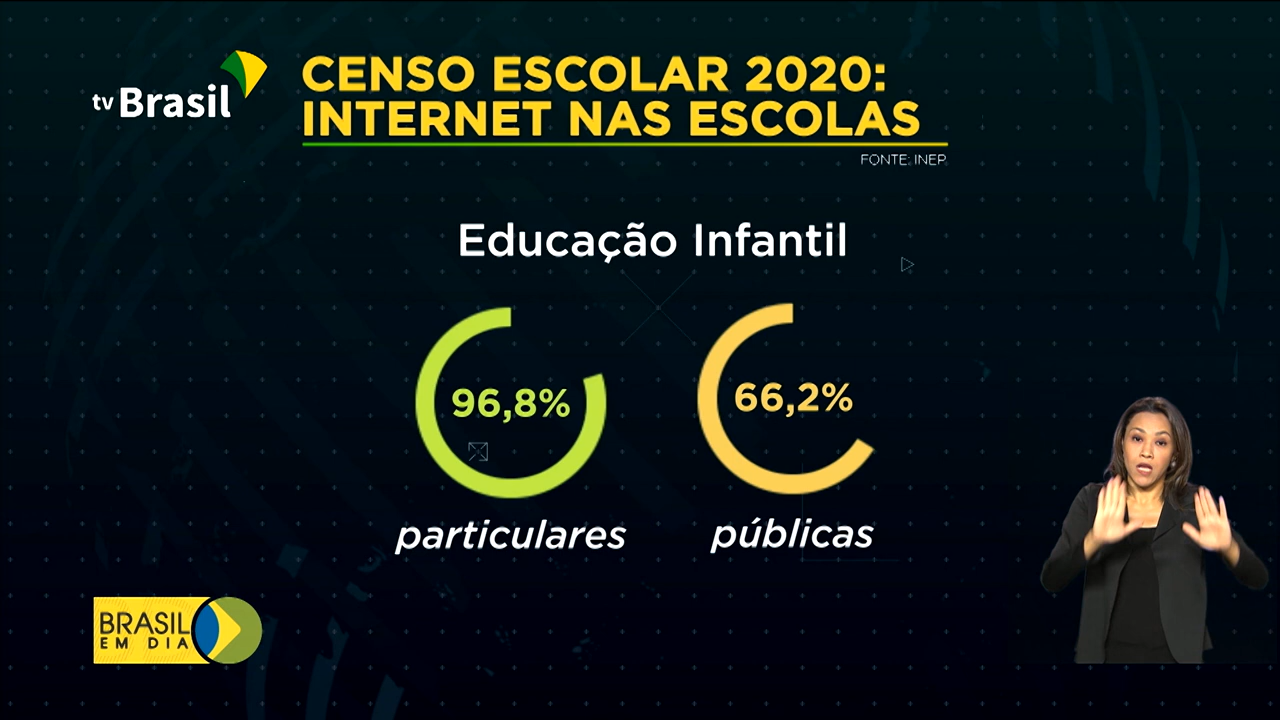 tv Brasil
CENSO ESCOLAR 2020:
INTERNET NAS ESCOLAS
FONTE: INEP
Educação Infantil
96,8%
66,2%
particulares
públicas
BRASIL
EM DIA